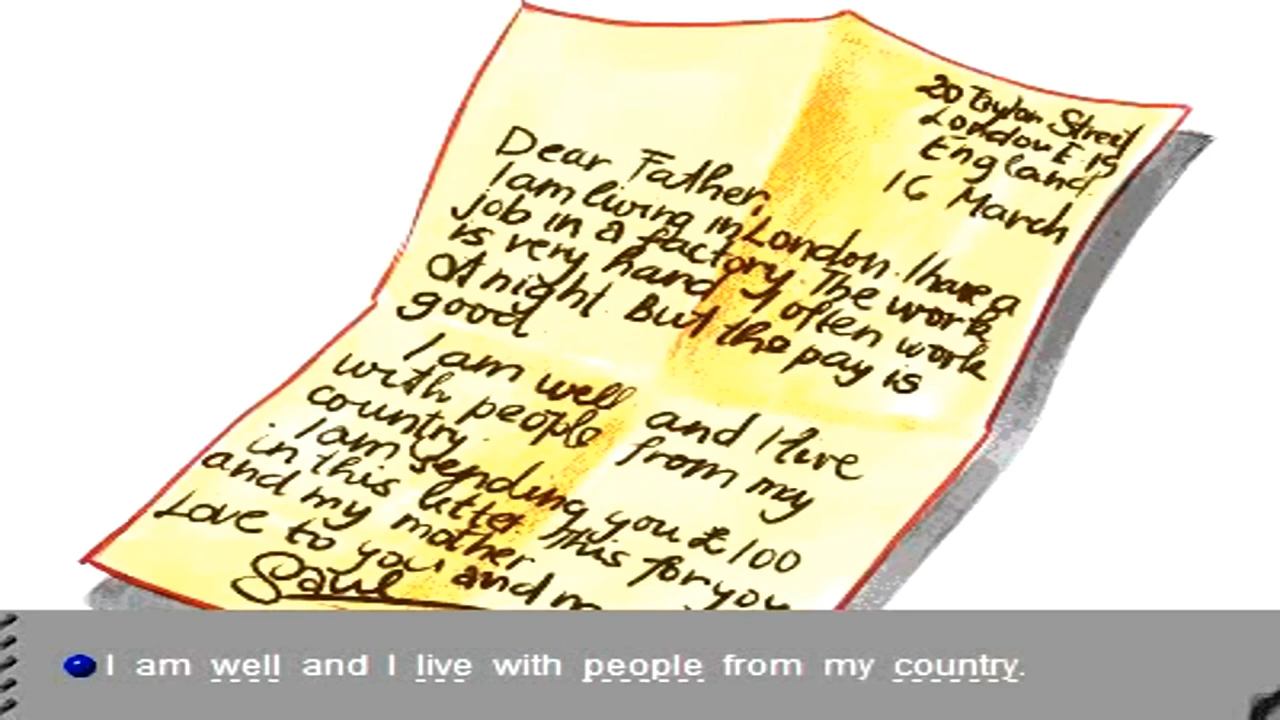 20 Taylor Street
London E 15
England
16 March
Dear Father,
I am living in London. I have a
job in a factory. The work
is very hard I often work
at night. But the pay is
good
I am well and I live
with people from my
country.
I am sending you £100
in this letter this for you
and my mother
Love to you and
Saul
I am well and I live with people from my country.